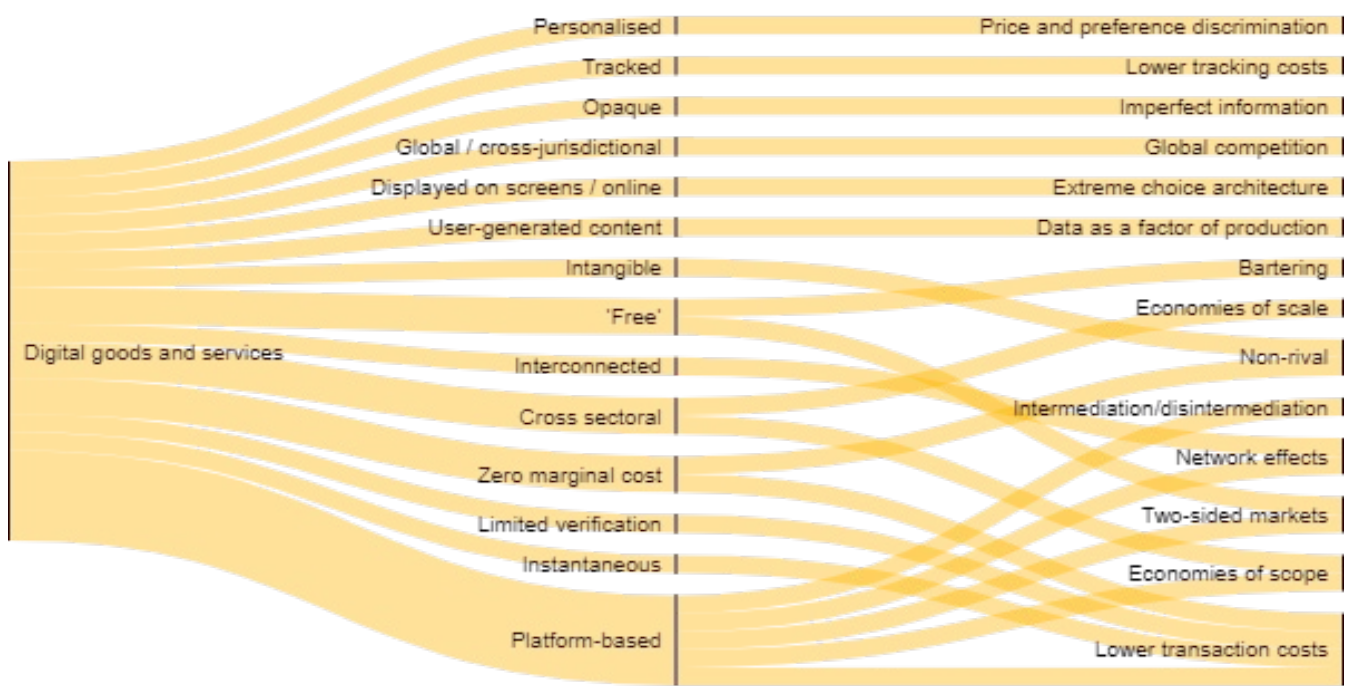 Digital goods and services
Personalised
Tracked
Opaque
Global / cross-jurisdictional
Displayed on screens / online
User-generated content
Intangible
'Free'
Interconnected
Cross sectoral
Zero marginal cost
Limited verification
Instantaneous
Platform-based
Price and preference discrimination
Lower tracking costs
Imperfect information
Global competition
Extreme choice architecture
Data as a factor of production
Bartering
Economies of scale
Non-rival
Intermediation/disintermediation
Network effects
Two-sided markets
Economies of scope
Lower transaction costs